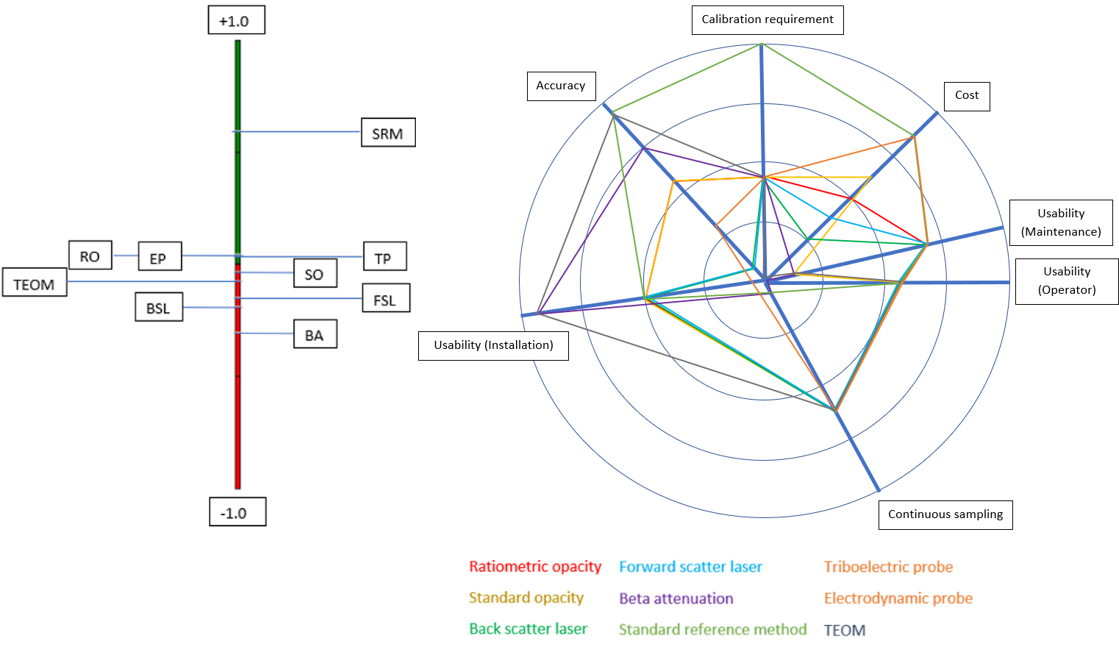 +1.0
SRM
RO
EP
TP
SO
TEOM
BSL
FSL
BA
-1.0
Calibration requirement
Accuracy
Cost
Usability
(Maintenance)
Usability
(Operator)
Usability (Installation)
Continuous sampling
Ratiometric opacity
Forward scatter laser
Triboelectric probe
Standard opacity
Beta attenuation
Electrodynamic probe
Back scatter laser
Standard reference method
TEOM